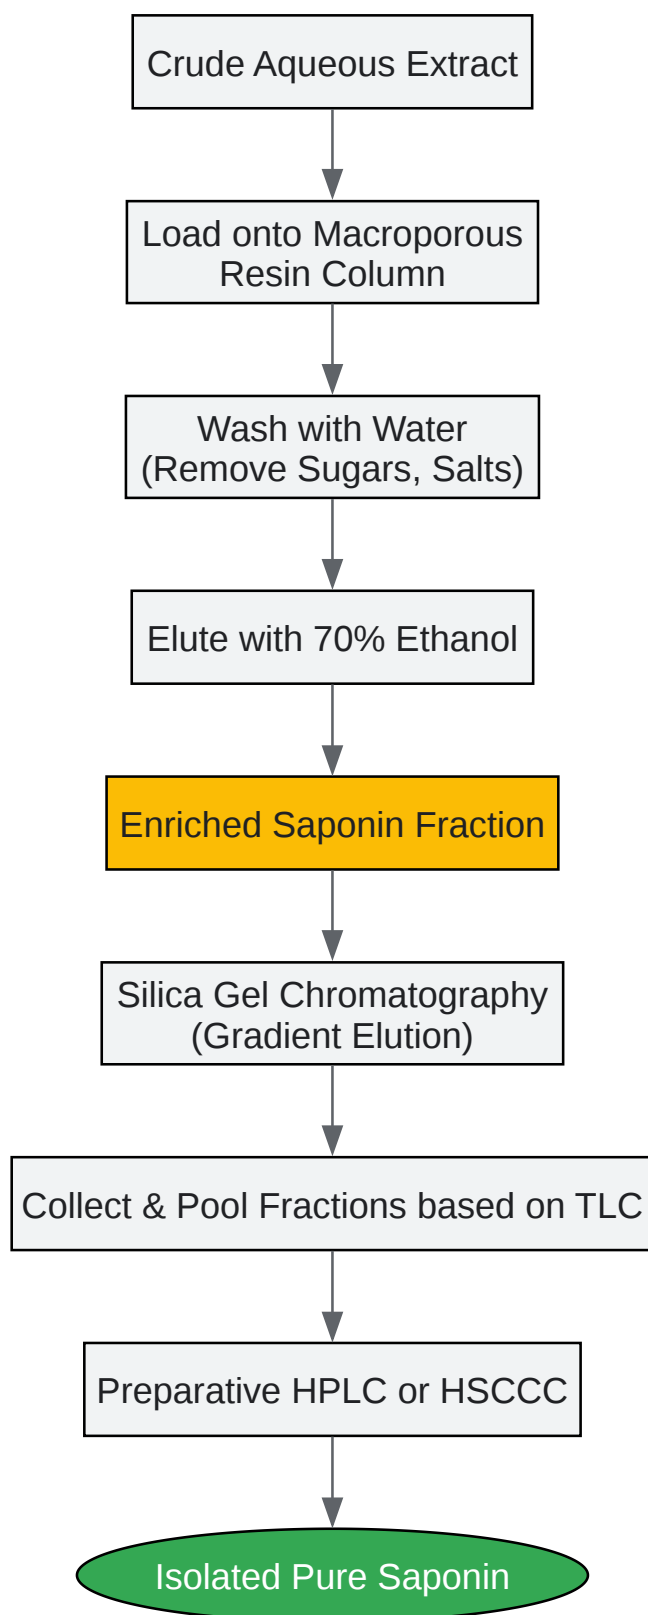 Crude Aqueous Extract
Load onto Macroporous
Resin Column
Wash with Water
(Remove Sugars, Salts)
Elute with 70% Ethanol
Enriched Saponin Fraction
Silica Gel Chromatography
(Gradient Elution)
Collect & Pool Fractions based on TLC
Preparative HPLC or HSCCC
Isolated Pure Saponin